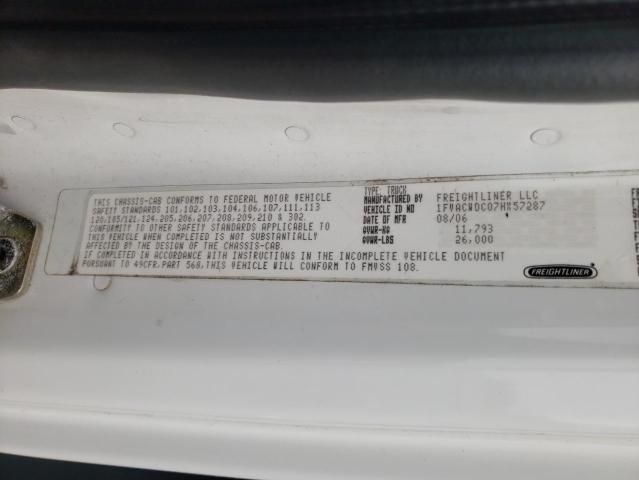 THIS CHASSIS-CAB CONFORMS TO FEDERAL MOTOR VEHICLE
SAFETY STANDARDS 101,102,103,104,106,107,111,113
120,105/121,124,205,206,207,208,209,210 & 302.
CONFORMITY TO OTHER SAFETY STANDARDS APPLICABLE TO
THIS VEHICLE WHEN COMPLETED IS NOT SUBSTANTIALLY
AFFECTED BY THE DESIGN OF THE CHASSIS-CAB.
IF COMPLETED IN ACCORDANCE WITH INSTRUCTIONS IN THE INCOMPLETE VEHICLE DOCUMENT
PURSUANT TO 49CFR,PART 568,THIS VEHICLE WILL CONFORM TO FMVSS 108.
TYPE: TRUCK
MANUFACTURED BY FREIGHTLINER LLC
VEHICLE ID NO 1FVACWDC07HX57287
DATE OF MFR 08/06
GVWR-KG 11,793
GVWR-LBS 26,000
FREIGHTLINER